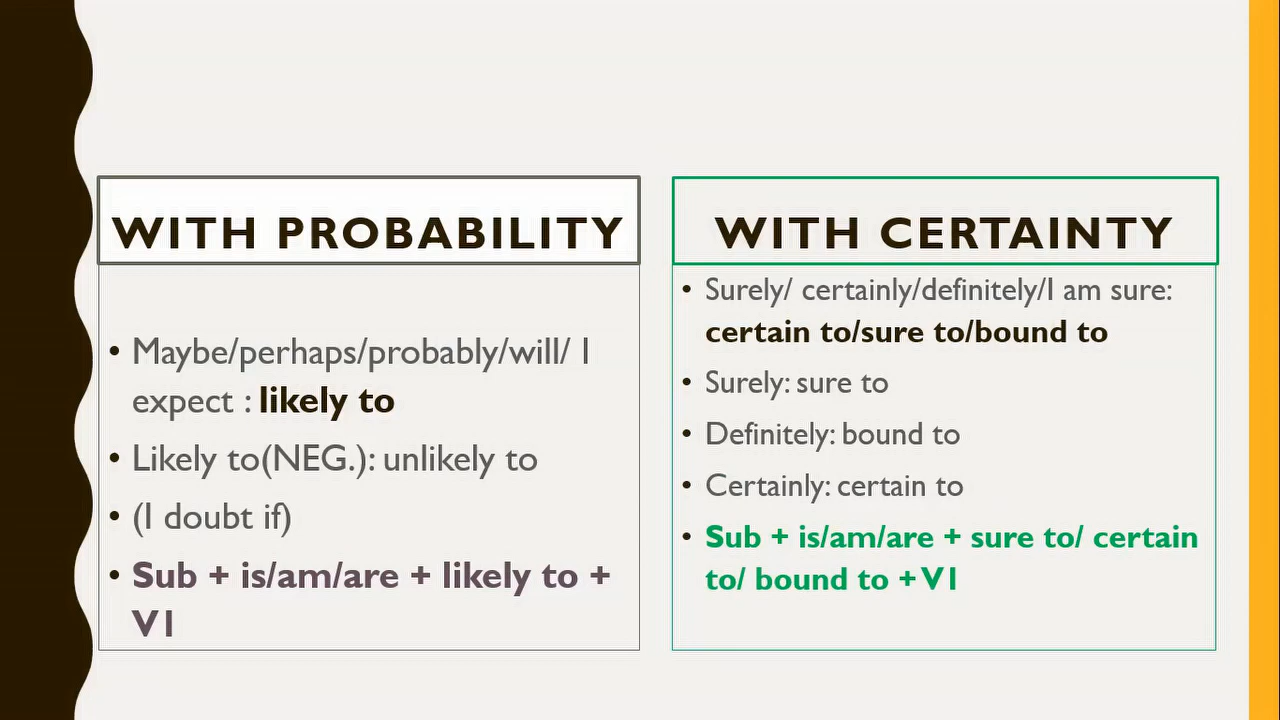 WITH PROBABILITY
• Maybe/perhaps/probably/will/ I
expect : likely to
• Likely to(NEG.): unlikely to
• (I doubt if)
• Sub + is/am/are + likely to +
V1
WITH CERTAINTY
• Surely/ certainly/definitely/I am sure:
certain to/sure to/bound to
• Surely: sure to
• Definitely: bound to
• Certainly: certain to
• Sub + is/am/are + sure to/ certain
to/ bound to + V1